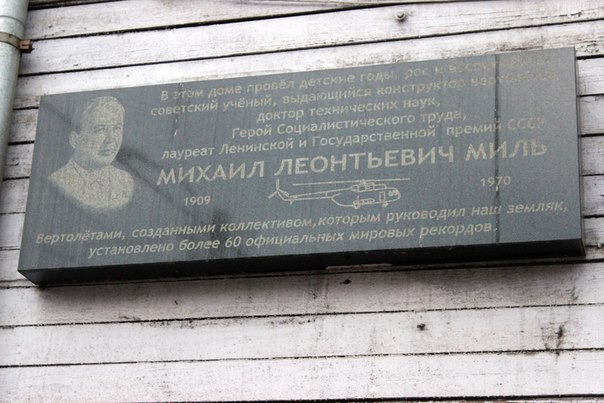 В этом доме провёл детские годы, рос и воспитывался
советский учёный, выдающийся конструктор вертолётов,
доктор технических наук,
Герой Социалистического труда,
лауреат Ленинской и Государственной премий СССР
МИХАИЛ ЛЕОНТЬЕВИЧ МИЛЬ
1909 1970
Вертолётами, созданными коллективом, которым руководил наш земляк,
установлено более 60 официальных мировых рекордов.